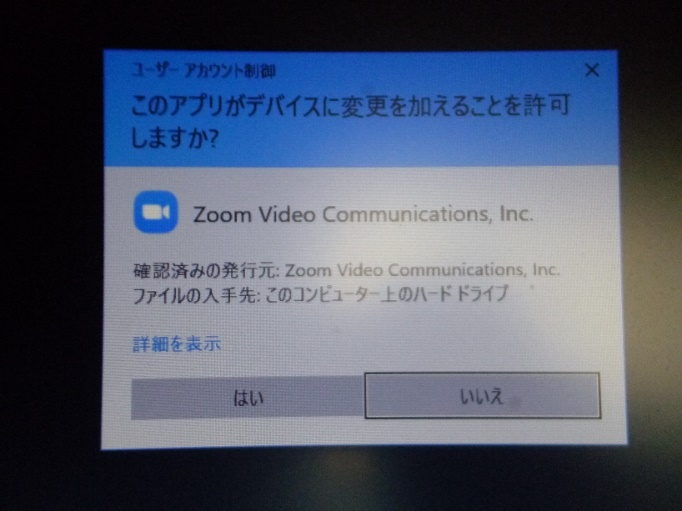 ユーザー アカウント制御
このアプリがデバイスに変更を加えることを許可
しますか?
Zoom Video Communications, Inc.
確認済みの発行元: Zoom Video Communications, Inc.
ファイルの入手先: このコンピューター上のハード ドライブ
詳細を表示
はい いいえ